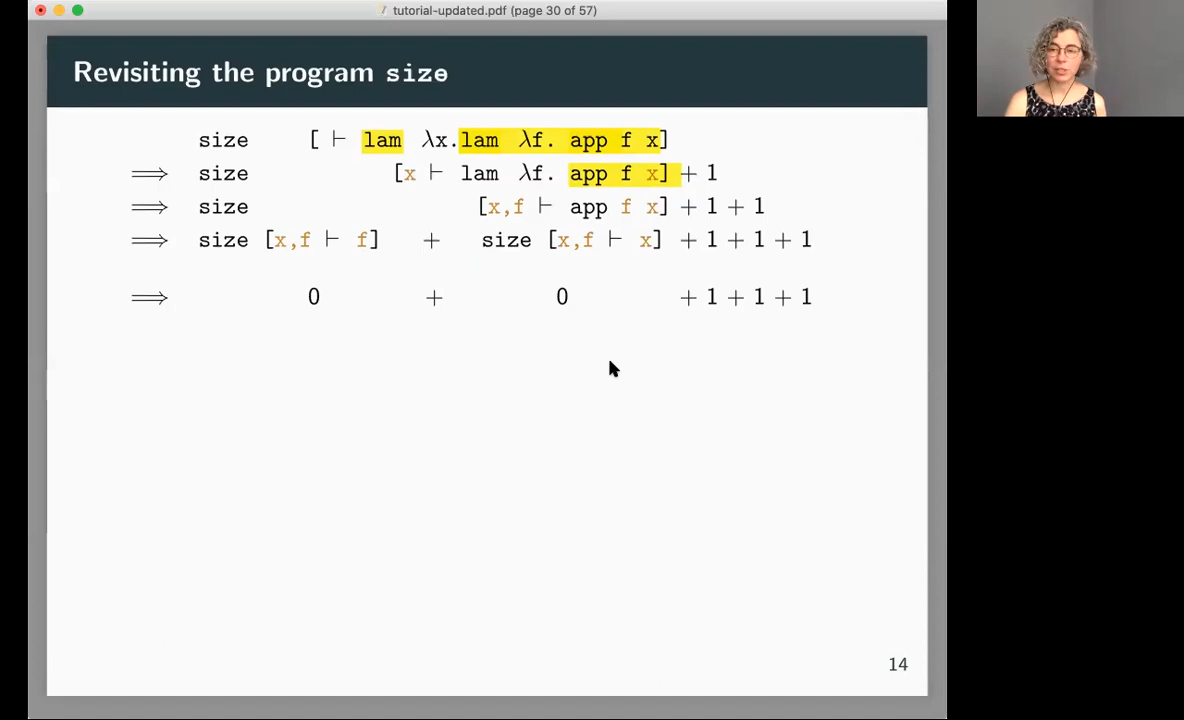 tutorial-updated.pdf (page 30 of 57)
Revisiting the program size
size [ ⊢ lam λx.lam λf. app f x]
⟹ size [x ⊢ lam λf. app f x] + 1
⟹ size [x,f ⊢ app f x] + 1 + 1
⟹ size [x,f ⊢ f] + size [x,f ⊢ x] + 1 + 1 + 1
⟹ 0 + 0 + 1 + 1 + 1
14